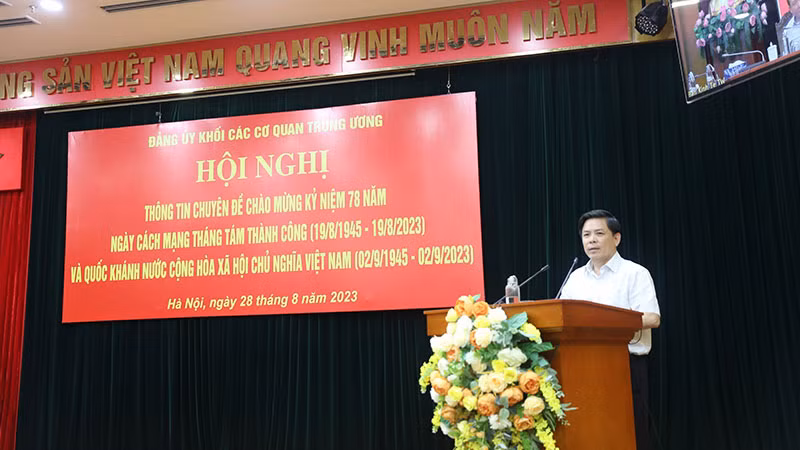 NG SẢN VIỆT NAM QUANG VINH MUÔN NĂM
ĐẢNG ỦY KHỐI CÁC CƠ QUAN TRUNG ƯƠNG
HỘI NGHỊ
THÔNG TIN CHUYÊN ĐỀ CHÀO MỪNG KỶ NIỆM 78 NĂM
NGÀY CÁCH MẠNG THÁNG TÁM THÀNH CÔNG (19/8/1945 - 19/8/2023)
VÀ QUỐC KHÁNH NƯỚC CỘNG HÒA XÃ HỘI CHỦ NGHĨA VIỆT NAM (02/9/1945 - 02/9/2023)
Hà Nội, ngày 28 tháng 8 năm 2023